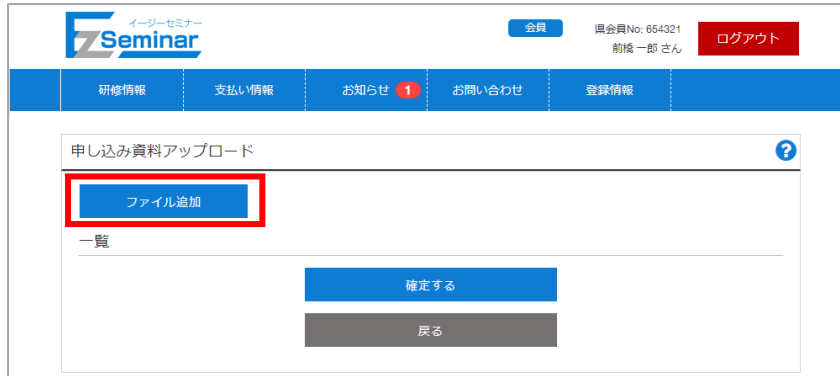 イージーセミナー
EzSeminar
会員
県会員No: 654321
前橋 一郎 さん
ログアウト
研修情報
支払い情報
お知らせ 1
お問い合わせ
登録情報
申し込み資料アップロード
?
ファイル追加
一覧
確定する
戻る